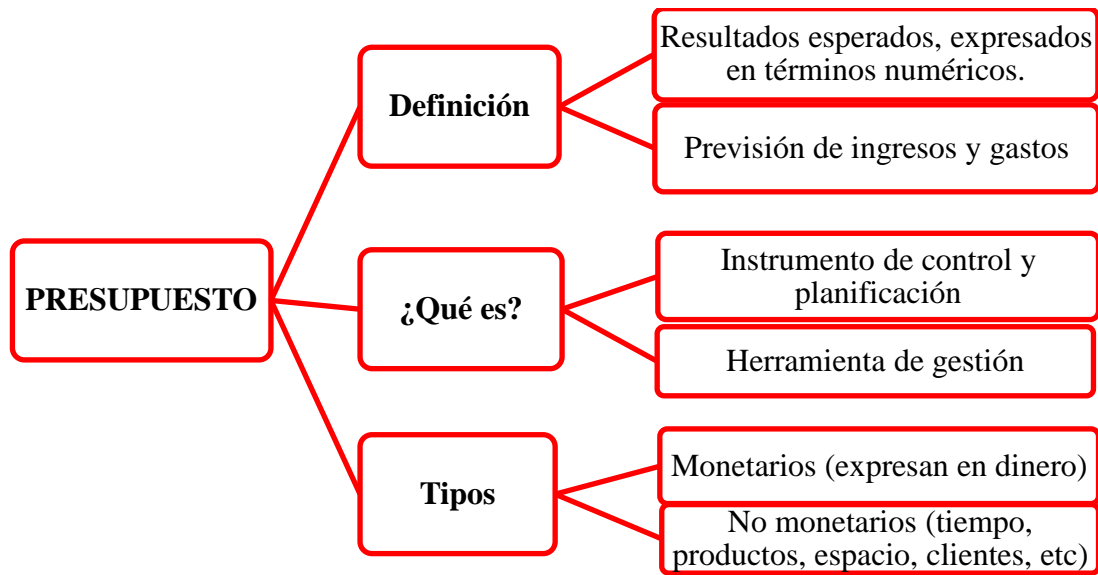 PRESUPUESTO
Definición
Resultados esperados, expresados
en términos numéricos.
Previsión de ingresos y gastos
¿Qué es?
Instrumento de control y
planificación
Herramienta de gestión
Tipos
Monetarios (expresan en dinero)
No monetarios (tiempo,
productos, espacio, clientes, etc)